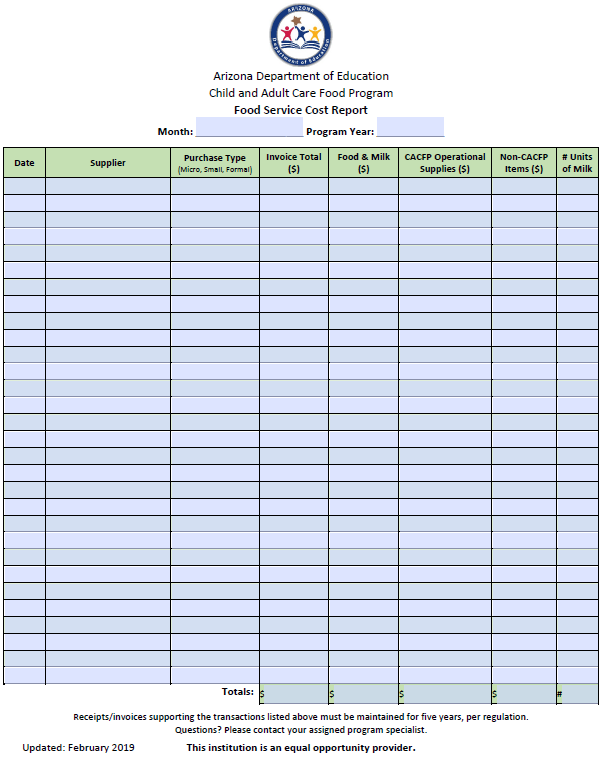 ARIZONA
Department of Education
Arizona Department of Education
Child and Adult Care Food Program
Food Service Cost Report
Month: Program Year:
Date Supplier Purchase Type (Micro, Small, Formal) Invoice Total ($) Food & Milk ($) CACFP Operational Supplies ($) Non-CACFP Items ($) # Units of Milk
Totals: $ $ $ $ #
Receipts/invoices supporting the transactions listed above must be maintained for five years, per regulation.
Questions? Please contact your assigned program specialist.
Updated: February 2019 This institution is an equal opportunity provider.